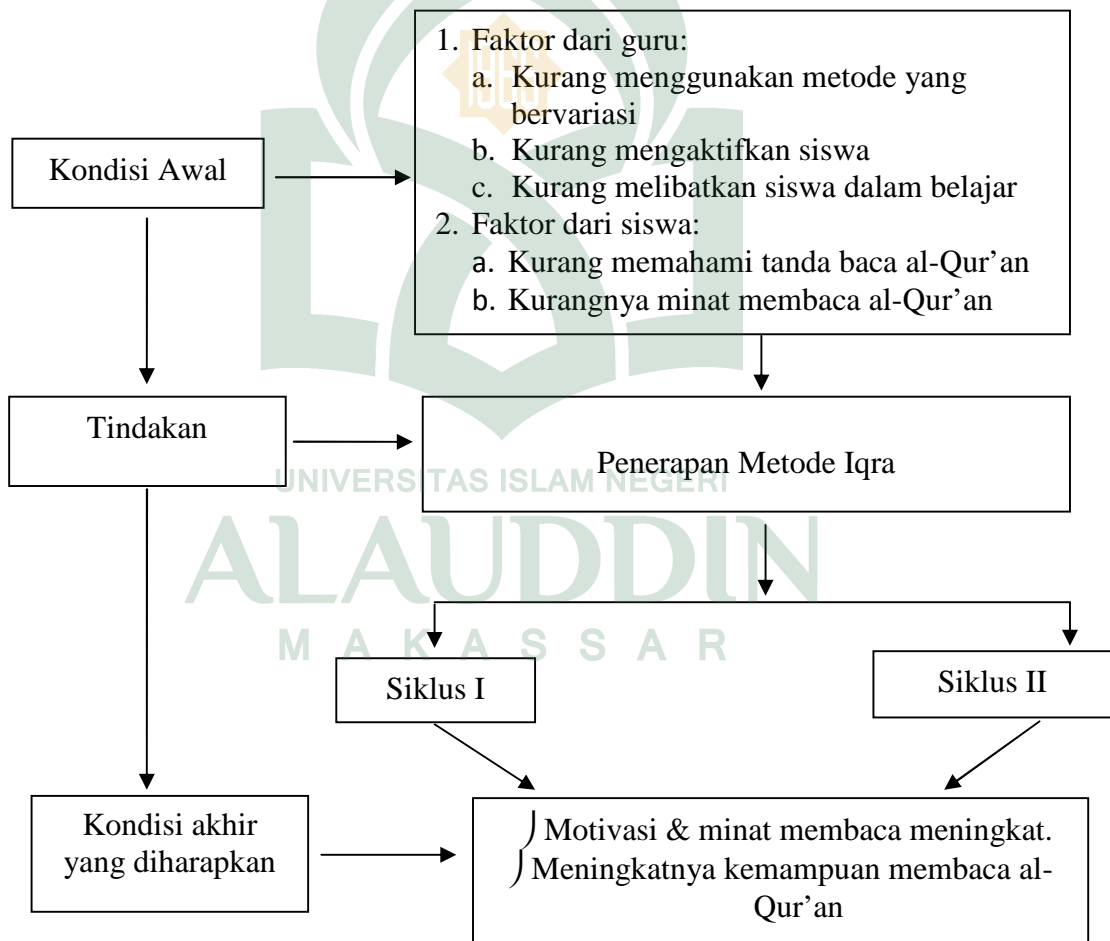 1. Faktor dari guru:
a. Kurang menggunakan metode yang
bervariasi
b. Kurang mengaktifkan siswa
c. Kurang melibatkan siswa dalam belajar
2. Faktor dari siswa:
a. Kurang memahami tanda baca al-Qur’an
b. Kurangnya minat membaca al-Qur’an
Kondisi Awal
Tindakan
Penerapan Metode Iqra
UNIVERSITAS ISLAM NEGERI
ALAUDDIN
MAKASSAR
Siklus I
Siklus II
Kondisi akhir
yang diharapkan
Motivasi & minat membaca meningkat.
Meningkatnya kemampuan membaca al-
Qur’an